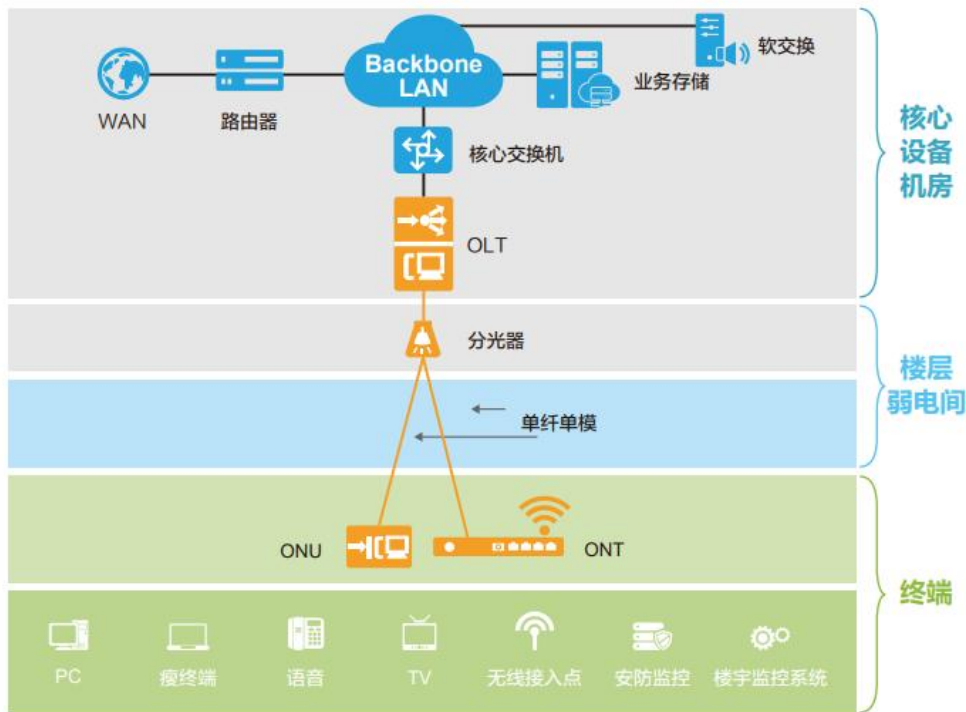 软交换
Backbone
LAN
业务存储
WAN
路由器
核心交换机
核心
设备
机房
OLT
分光器
楼层
弱电间
单纤单模
ONU
ONT
终端
PC
瘦终端
语音
TV
无线接入点
安防监控
楼宇监控系统